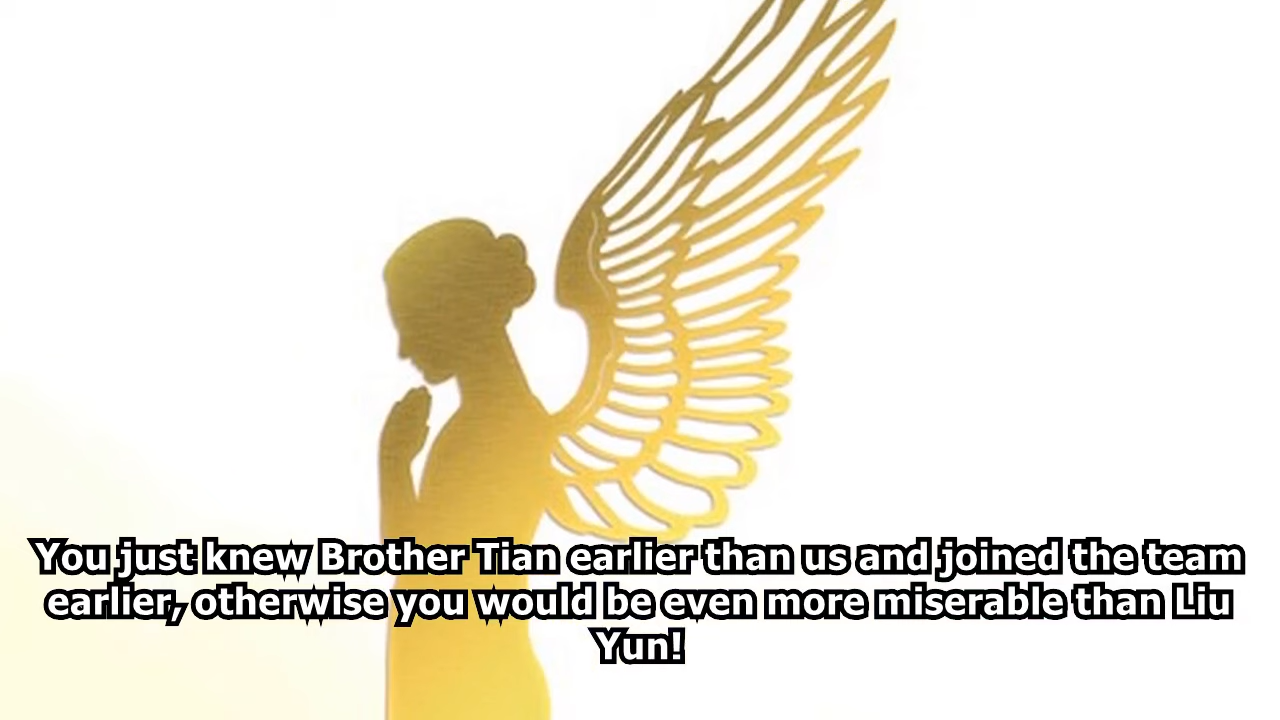 You just knew Brother Tian earlier than us and joined the team
earlier, otherwise you would be even more miserable than Liu
Yun!